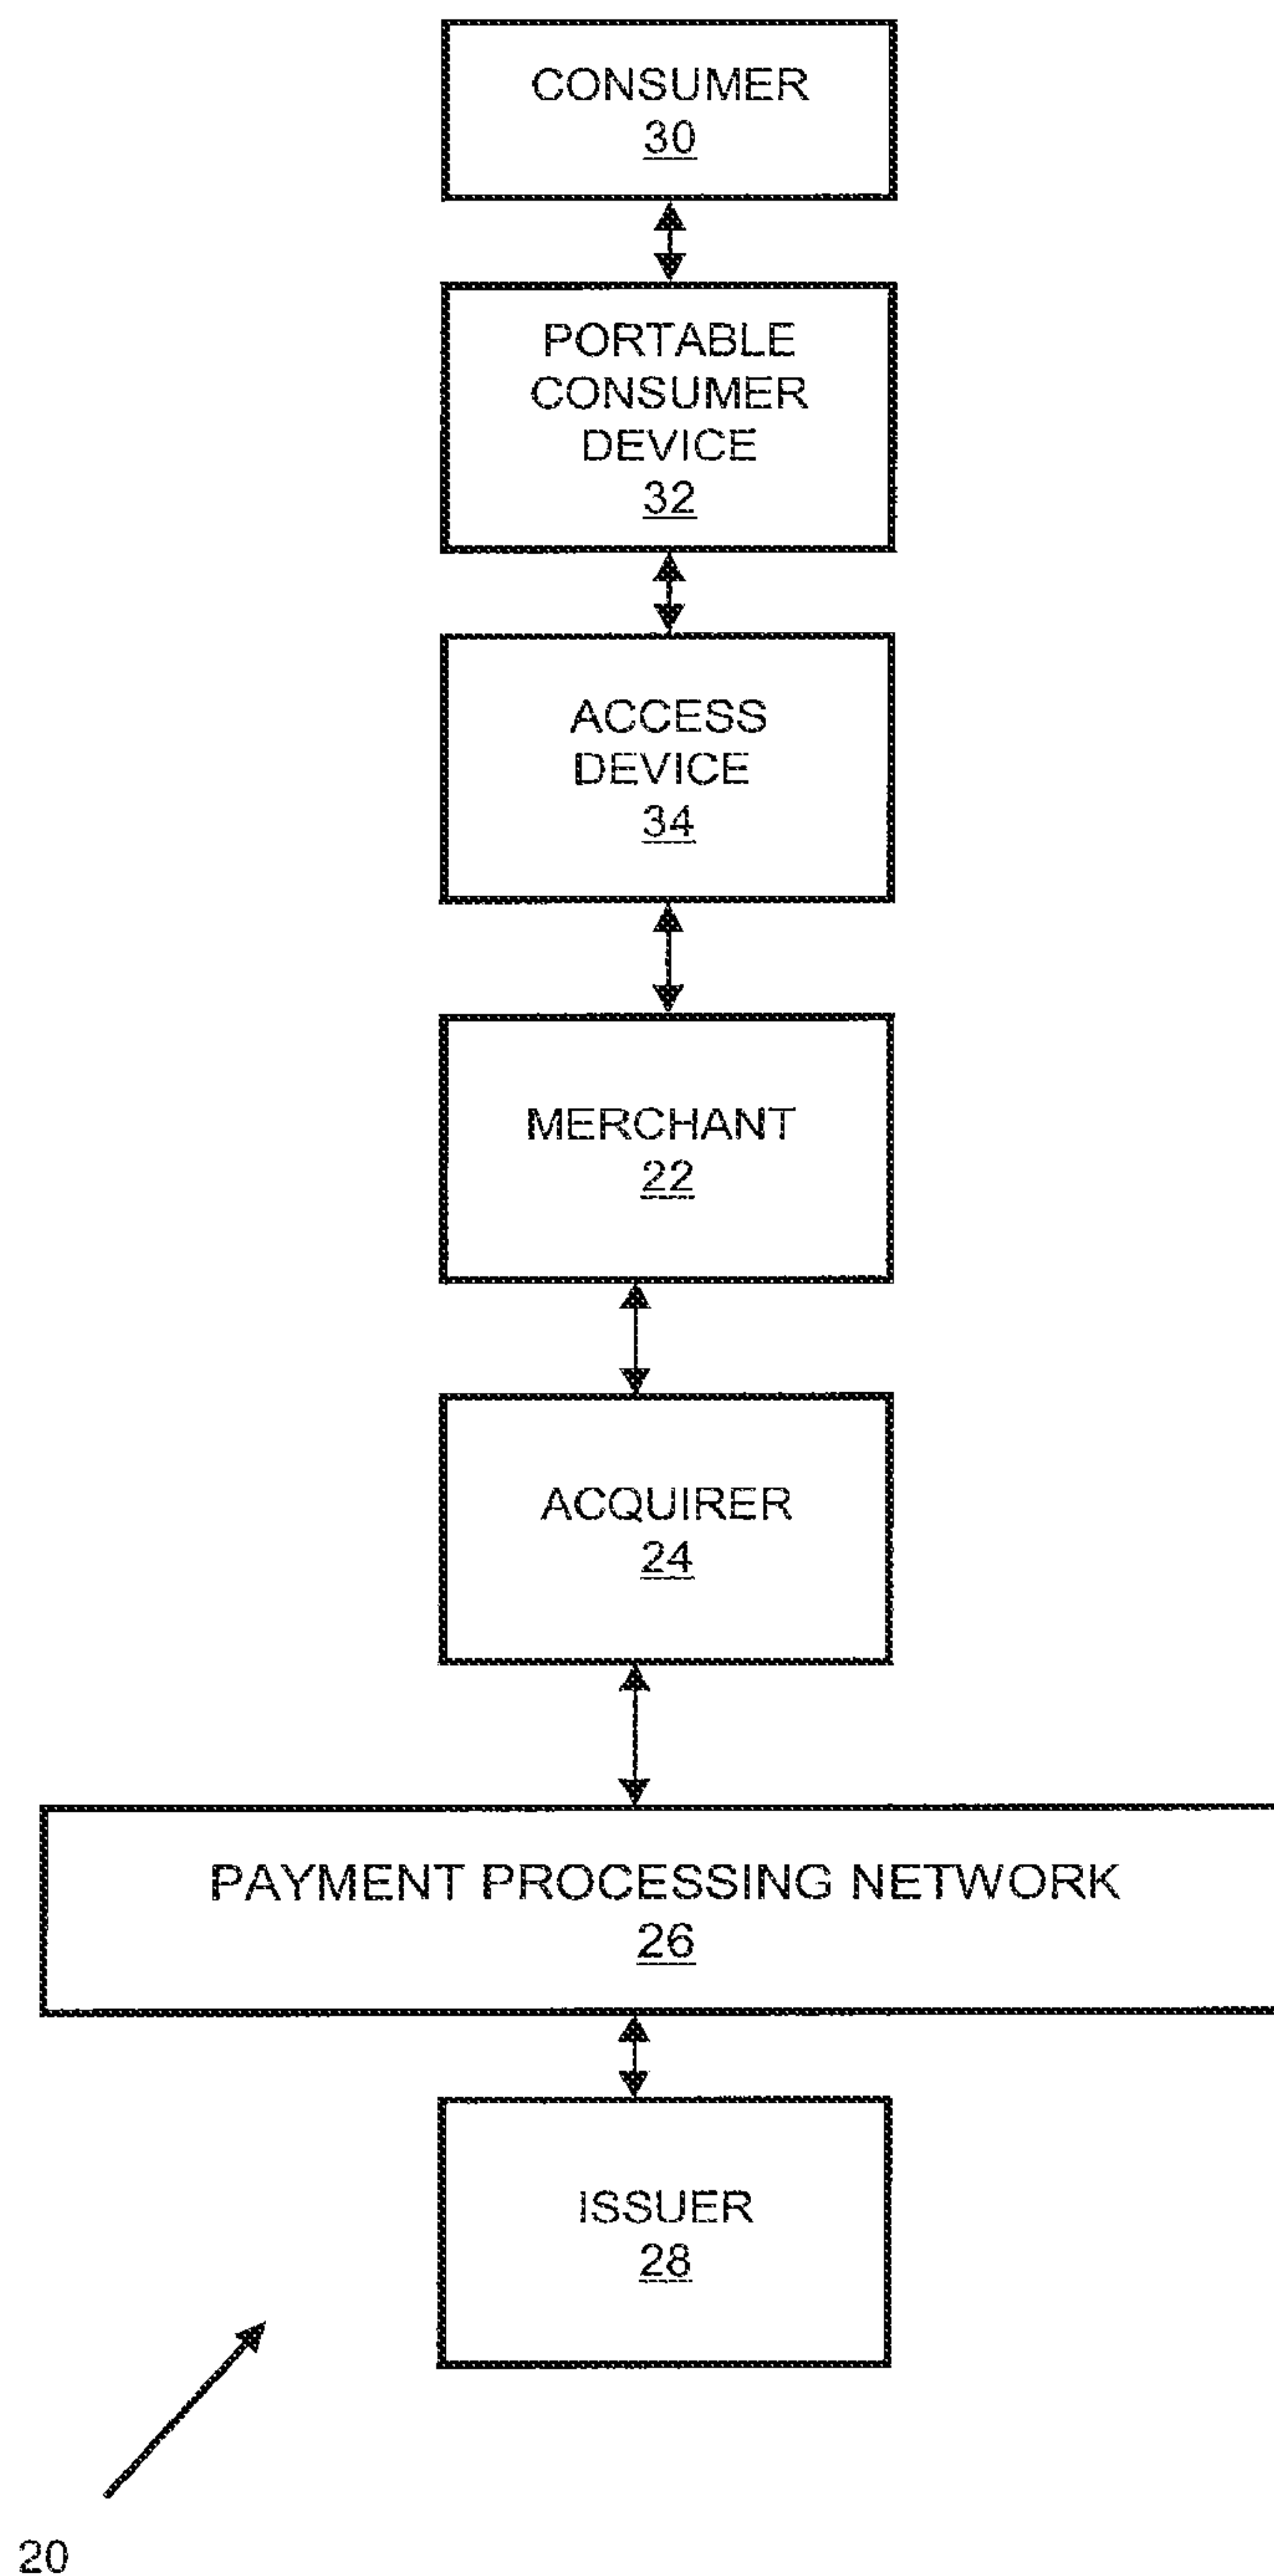 CONSUMER
30
PORTABLE
CONSUMER
DEVICE
32
ACCESS
DEVICE
34
MERCHANT
22
ACQUIRER
24
PAYMENT PROCESSING NETWORK
26
ISSUER
28
20